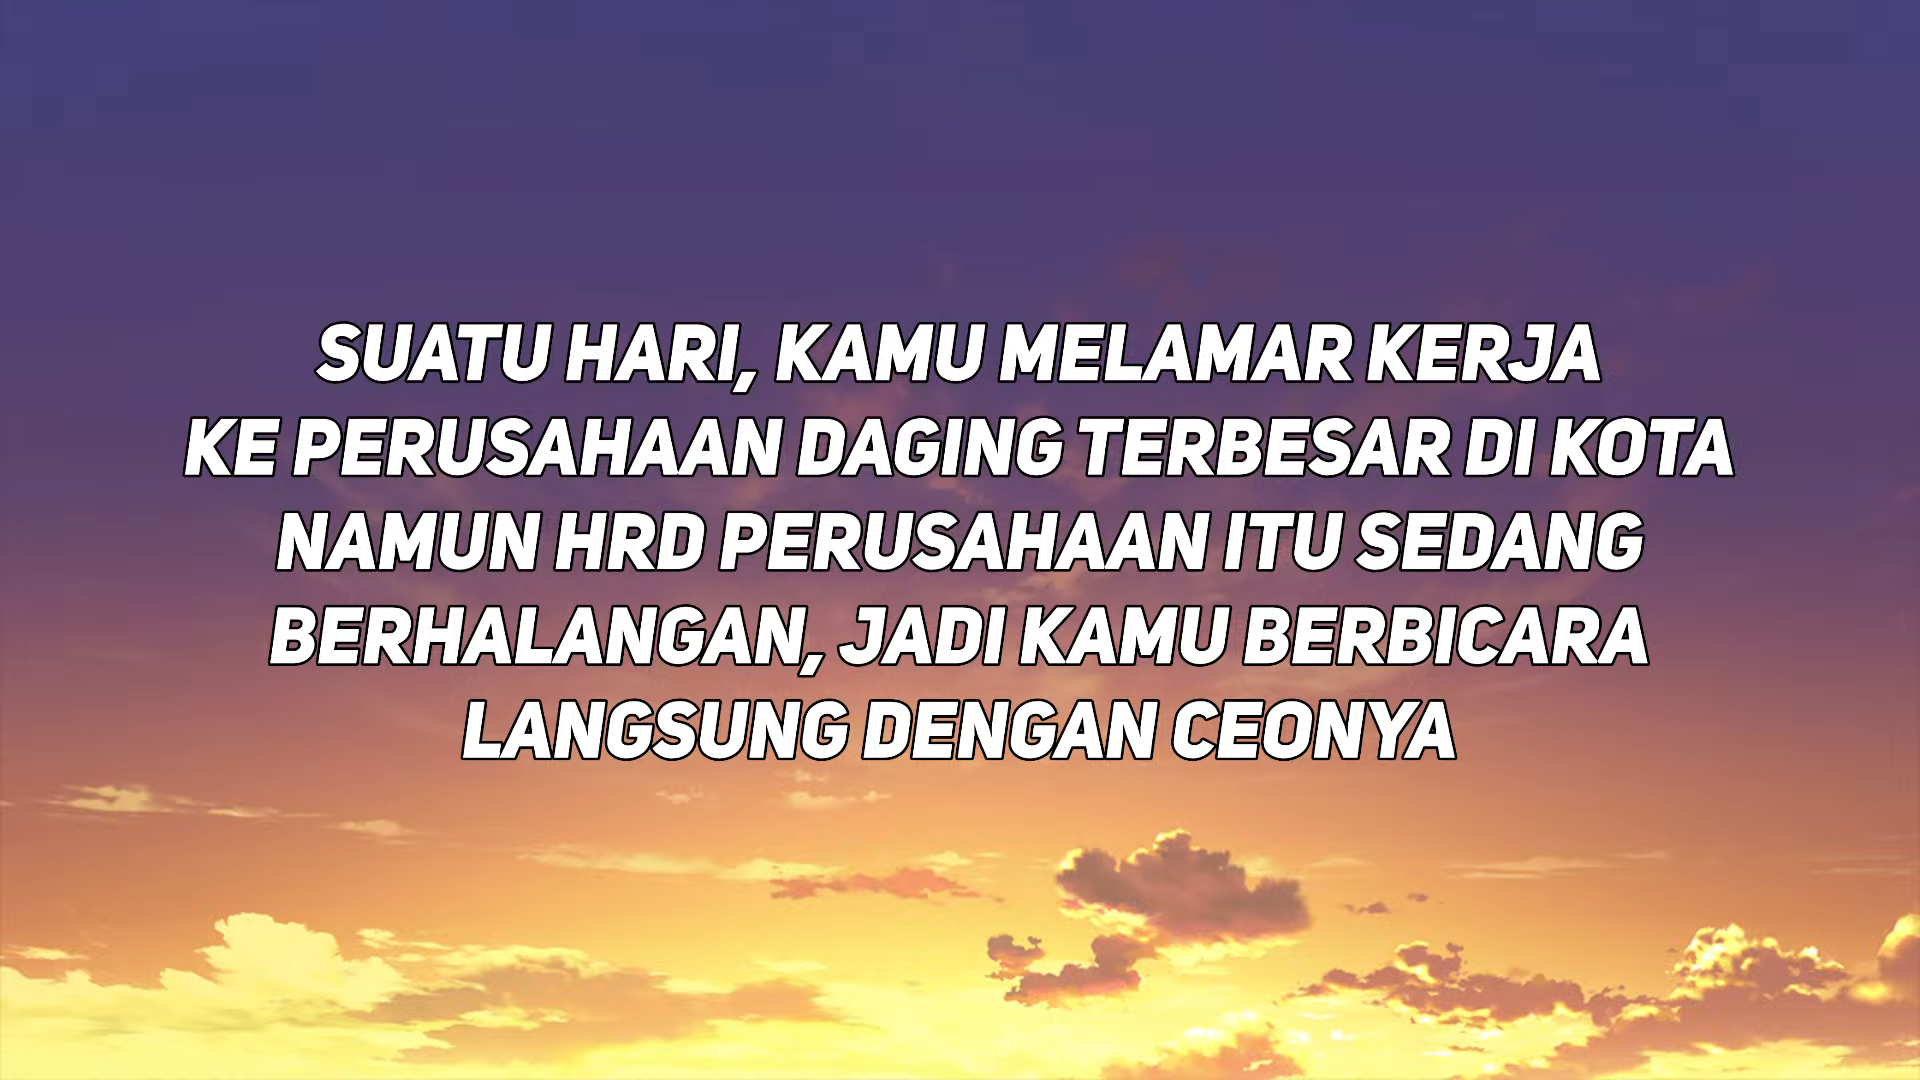 SUATU HARI, KAMU MELAMAR KERJA
KE PERUSAHAAN DAGING TERBESAR DI KOTA
NAMUN HRD PERUSAHAAN ITU SEDANG
BERHALANGAN, JADI KAMU BERBICARA
LANGSUNG DENGAN CEONYA